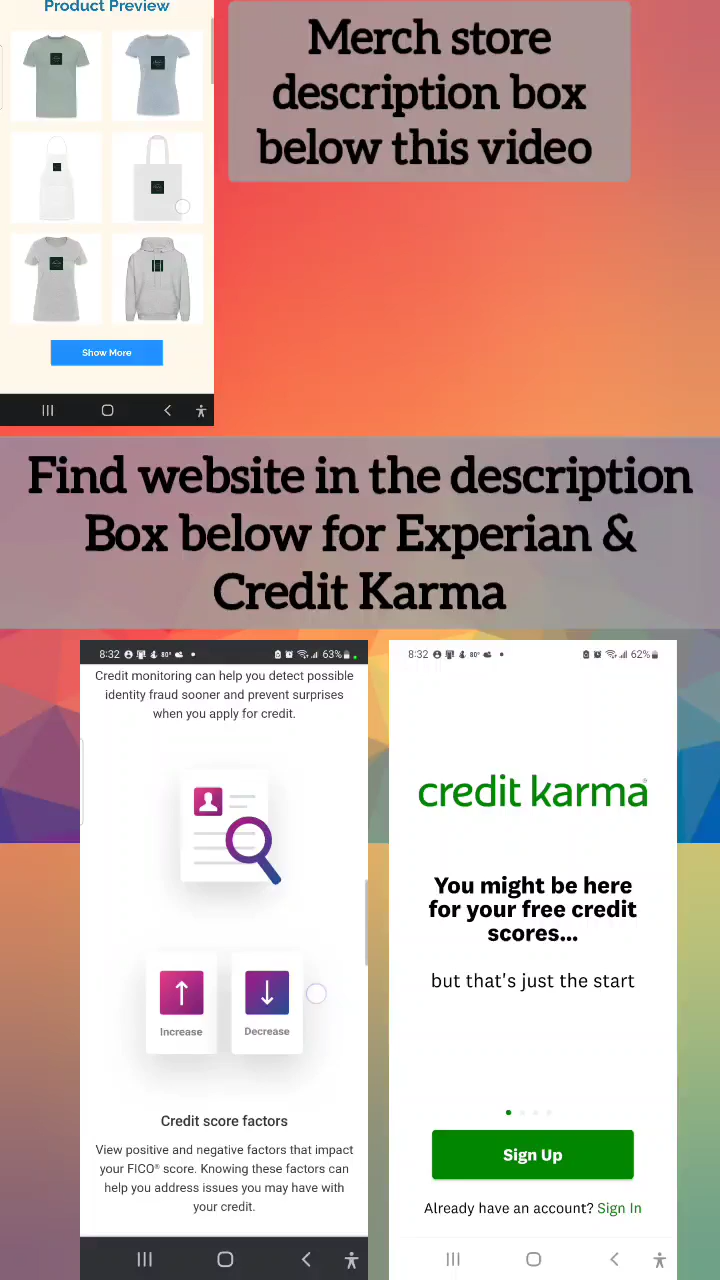 Product Preview
Merch store
description box
below this video
Show More
Find website in the description
Box below for Experian &
Credit Karma
8:32 80° 63%
Credit monitoring can help you detect possible
identity fraud sooner and prevent surprises
when you apply for credit.
Increase Decrease
Credit score factors
View positive and negative factors that impact
your FICO® score. Knowing these factors can
help you address issues you may have with
your credit.
8:32 80° 62%
credit karma®
You might be here
for your free credit
scores...
but that's just the start
Sign Up
Already have an account? Sign In